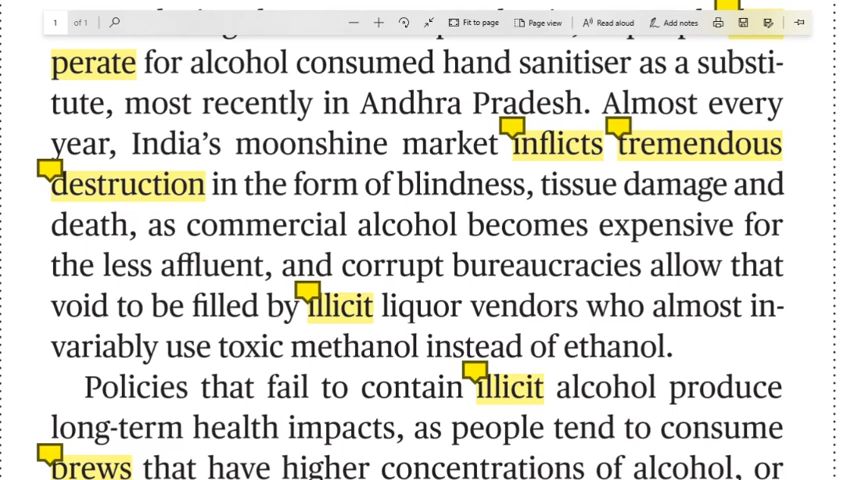 1 of 1 Fit to page Page view Read aloud Add notes
perate for alcohol consumed hand sanitiser as a substi-
tute, most recently in Andhra Pradesh. Almost every
year, India's moonshine market inflicts tremendous
destruction in the form of blindness, tissue damage and
death, as commercial alcohol becomes expensive for
the less affluent, and corrupt bureaucracies allow that
void to be filled by illicit liquor vendors who almost in-
variably use toxic methanol instead of ethanol.
Policies that fail to contain illicit alcohol produce
long-term health impacts, as people tend to consume
brews that have higher concentrations of alcohol, or